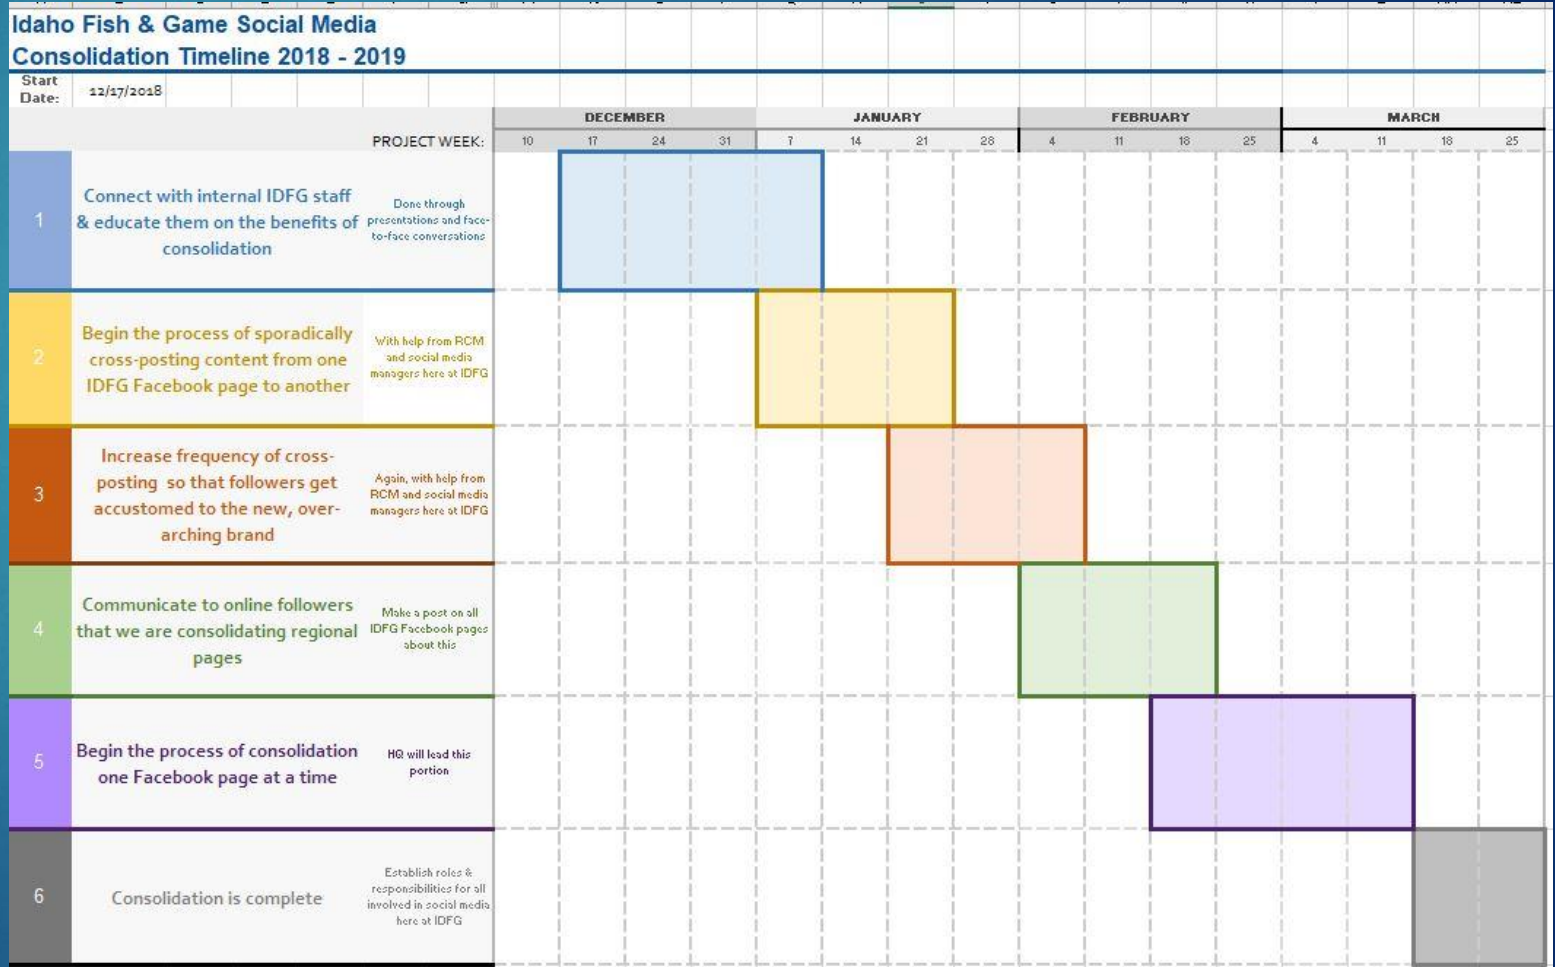 Idaho Fish & Game Social Media
Consolidation Timeline 2018 - 2019
Start
Date:
12/17/2018
DECEMBER JANUARY FEBRUARY MARCH
PROJECT WEEK: 10 17 24 31 7 14 21 28 4 11 18 25 4 11 18 25
1
Connect with internal IDFG staff
& educate them on the benefits of
consolidation
Done through
presentations and face-
to-face conversations
2
Begin the process of sporadically
cross-posting content from one
IDFG Facebook page to another
With help from RCM
and social media
managers here at IDFG
3
Increase frequency of cross-
posting so that followers get
accustomed to the new, over-
arching brand
Again, with help from
RCM and social media
managers here at IDFG
4
Communicate to online followers
that we are consolidating regional
pages
Make a post on all
IDFG Facebook pages
about this
5
Begin the process of consolidation
one Facebook page at a time
HQ will lead this
portion
6
Consolidation is complete
Establish roles &
responsibilities for all
involved in social media
here at IDFG